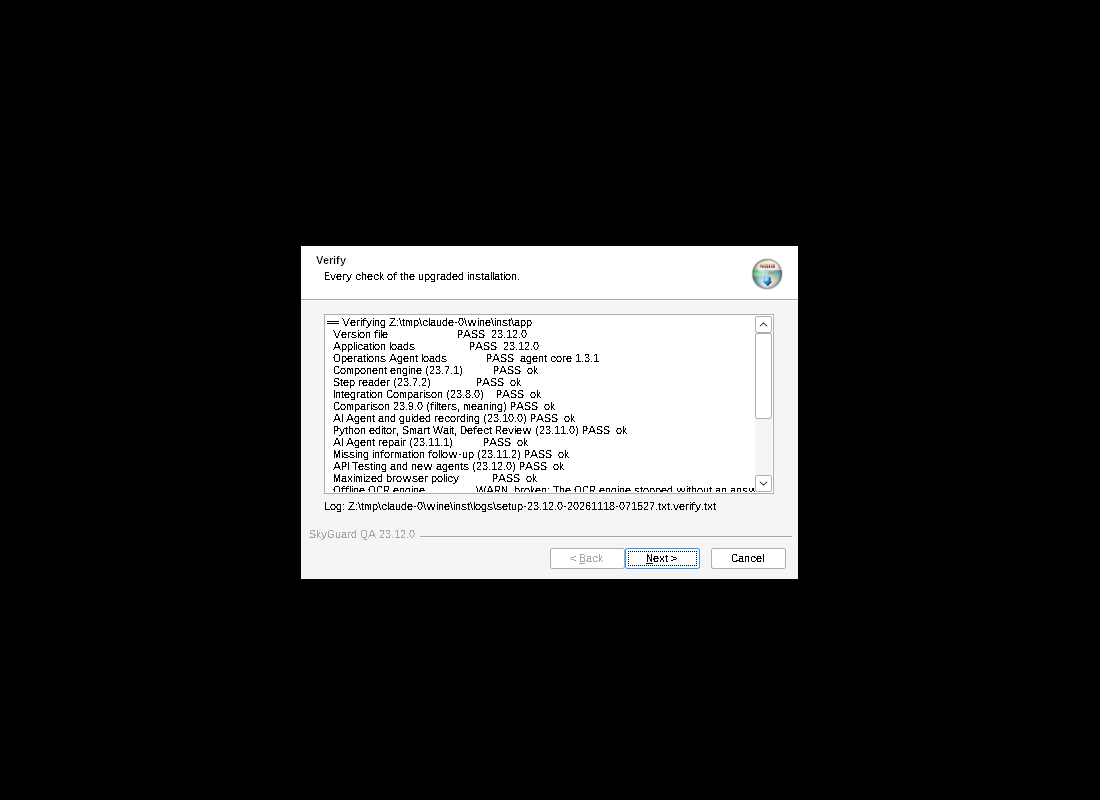 Verify
Every check of the upgraded installation.
== Verifying Z:\tmp\claude-0\wine\inst\app
Version file PASS 23.12.0
Application loads PASS 23.12.0
Operations Agent loads PASS agent core 1.3.1
Component engine (23.7.1) PASS ok
Step reader (23.7.2) PASS ok
Integration Comparison (23.8.0) PASS ok
Comparison 23.9.0 (filters, meaning) PASS ok
AI Agent and guided recording (23.10.0) PASS ok
Python editor, Smart Wait, Defect Review (23.11.0) PASS ok
AI Agent repair (23.11.1) PASS ok
Missing information follow-up (23.11.2) PASS ok
API Testing and new agents (23.12.0) PASS ok
Maximized browser policy PASS ok
Offline OCR engine WARN broken: The OCR engine stopped without an answ
Log: Z:\tmp\claude-0\wine\inst\logs\setup-23.12.0-20261118-071527.txt.verify.txt
SkyGuard QA 23.12.0
< Back Next > Cancel